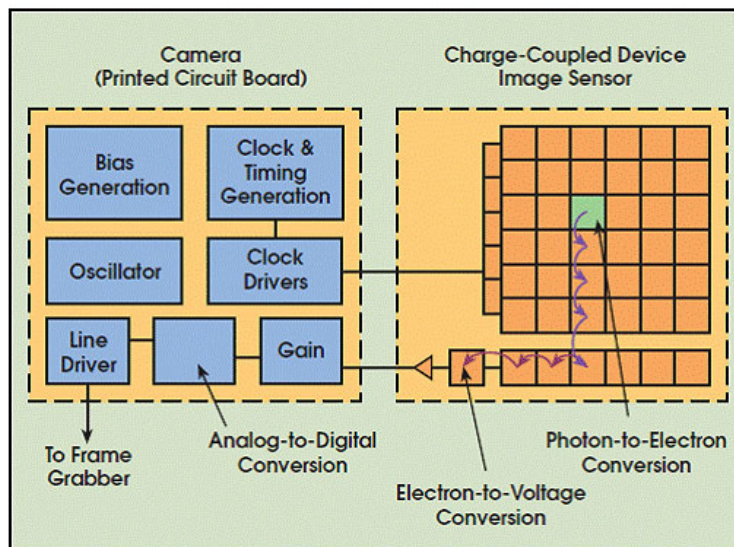 Camera
(Printed Circuit Board)
Charge-Coupled Device
Image Sensor
Bias
Generation
Clock &
Timing
Generation
Oscillator
Clock
Drivers
Line
Driver
Gain
To Frame
Grabber
Analog-to-Digital
Conversion
Electron-to-Voltage
Conversion
Photon-to-Electron
Conversion